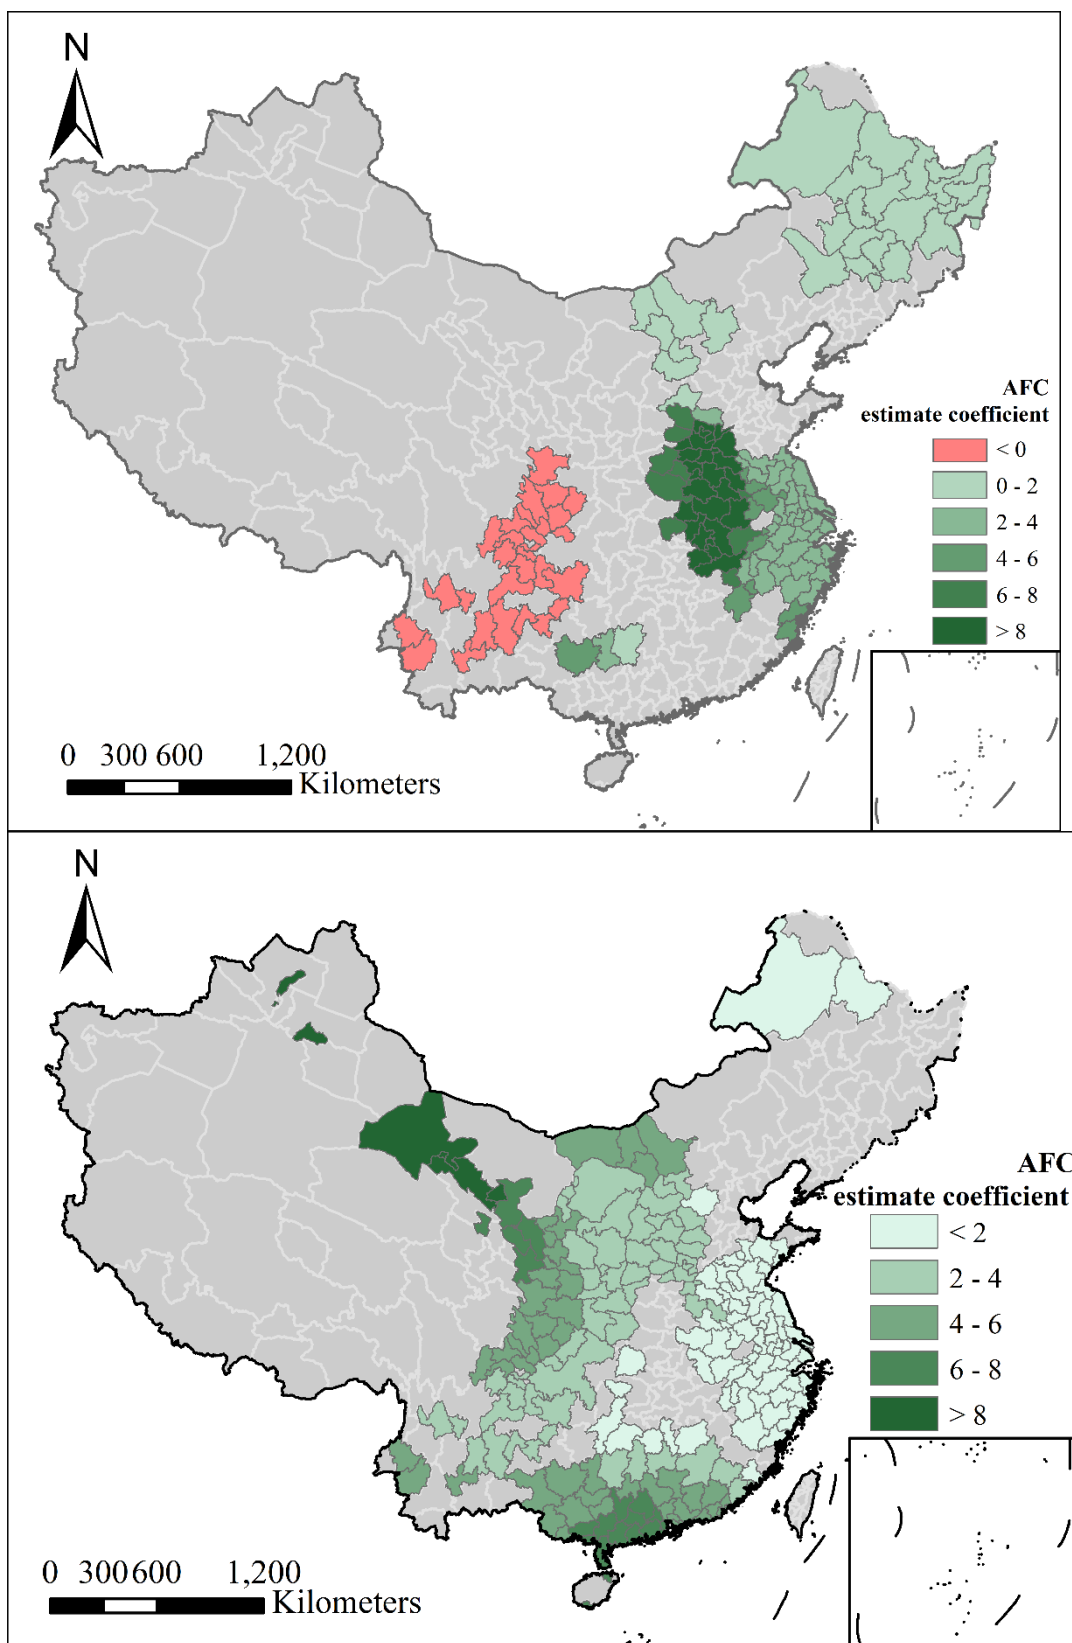 N
AFC
estimate coefficient
< 0
0 - 2
2 - 4
4 - 6
6 - 8
> 8
0 300 600 1,200
Kilometers
N
AFC
estimate coefficient
< 2
2 - 4
4 - 6
6 - 8
> 8
0 300 600 1,200
Kilometers